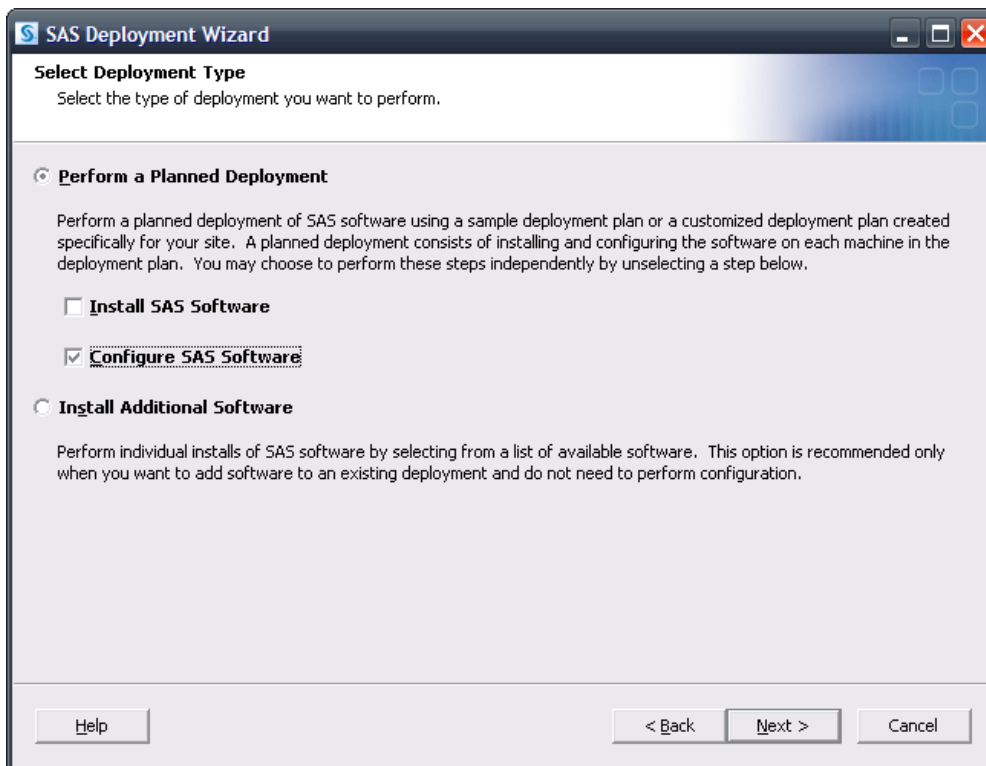 SAS Deployment Wizard
Select Deployment Type
Select the type of deployment you want to perform.
Perform a Planned Deployment
Perform a planned deployment of SAS software using a sample deployment plan or a customized deployment plan created
specifically for your site.  A planned deployment consists of installing and configuring the software on each machine in the
deployment plan.  You may choose to perform these steps independently by unselecting a step below.
Install SAS Software
Configure SAS Software
Install Additional Software
Perform individual installs of SAS software by selecting from a list of available software.  This option is recommended only
when you want to add software to an existing deployment and do not need to perform configuration.
Help
< Back
Next >
Cancel